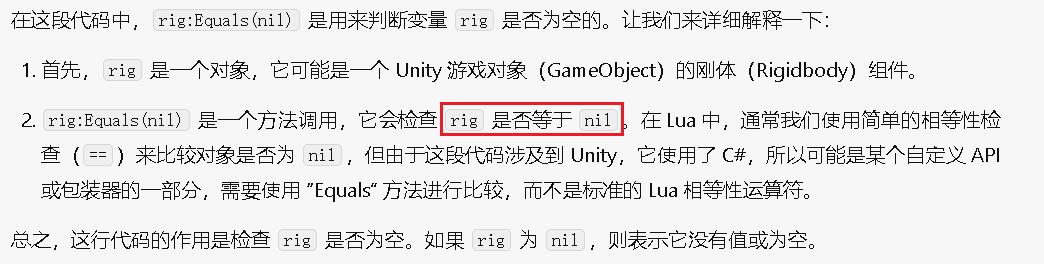 在这段代码中，rig:Equals(nil) 是用来判断变量 rig 是否为空的。让我们来详细解释一下：
1. 首先，rig 是一个对象，它可能是一个 Unity 游戏对象（GameObject）的刚体（Rigidbody）组件。
2. rig:Equals(nil) 是一个方法调用，它会检查 rig 是否等于 nil 。在 Lua 中，通常我们使用简单的相等性检
查（==）来比较对象是否为 nil ，但由于这段代码涉及到 Unity，它使用了 C#，所以可能是某个自定义 API
或包装器的一部分，需要使用 ”Equals“ 方法进行比较，而不是标准的 Lua 相等性运算符。
总之，这行代码的作用是检查 rig 是否为空。如果 rig 为 nil ，则表示它没有值或为空。